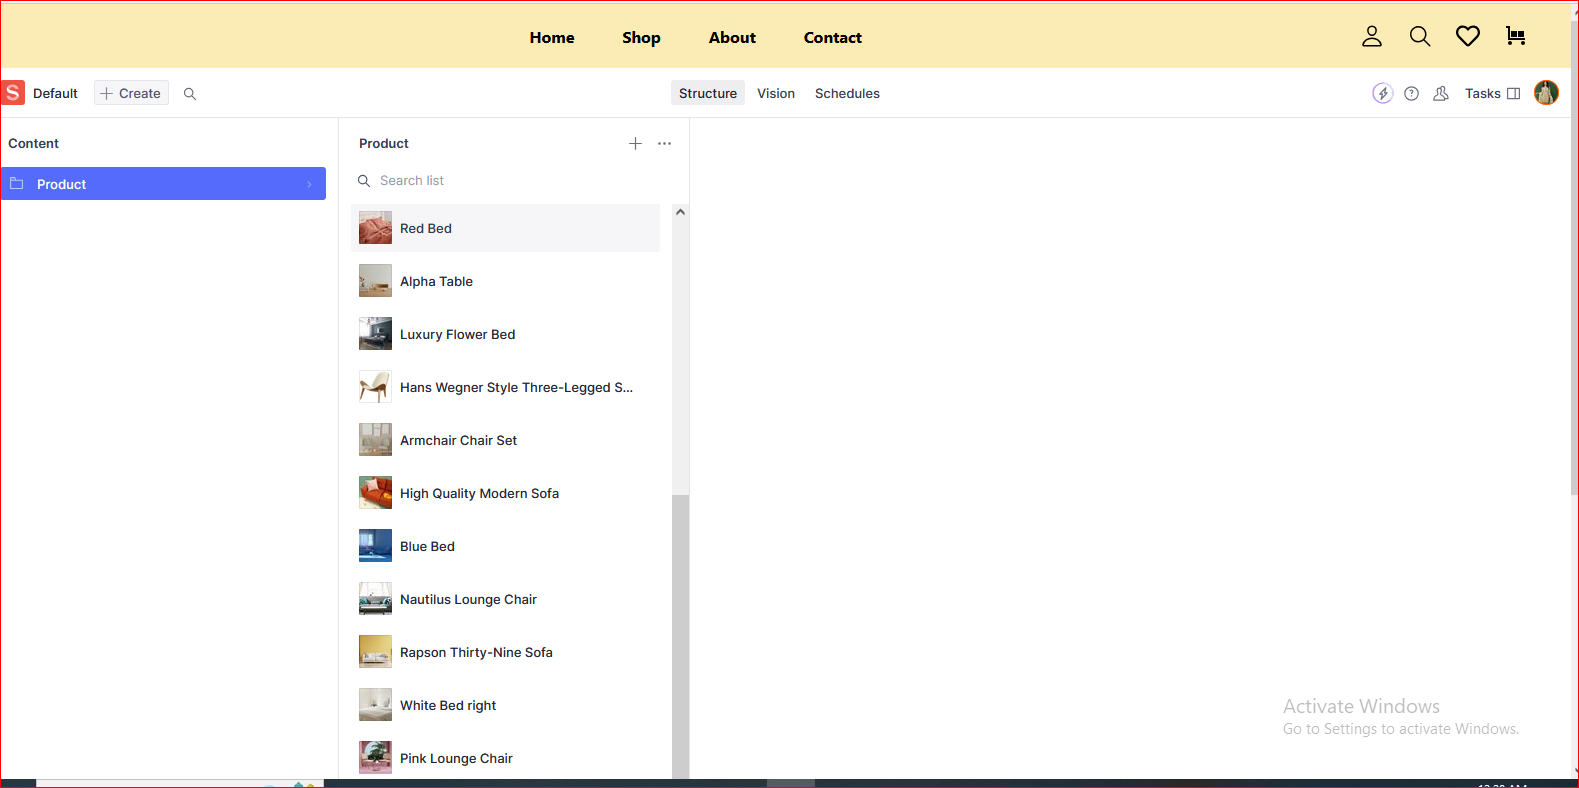 Home Shop About Contact
S Default Create Structure Vision Schedules Tasks
Content
Product
Product
Search list
Red Bed
Alpha Table
Luxury Flower Bed
Hans Wegner Style Three-Legged S...
Armchair Chair Set
High Quality Modern Sofa
Blue Bed
Nautilus Lounge Chair
Rapson Thirty-Nine Sofa
White Bed right
Pink Lounge Chair
Activate Windows
Go to Settings to activate Windows.